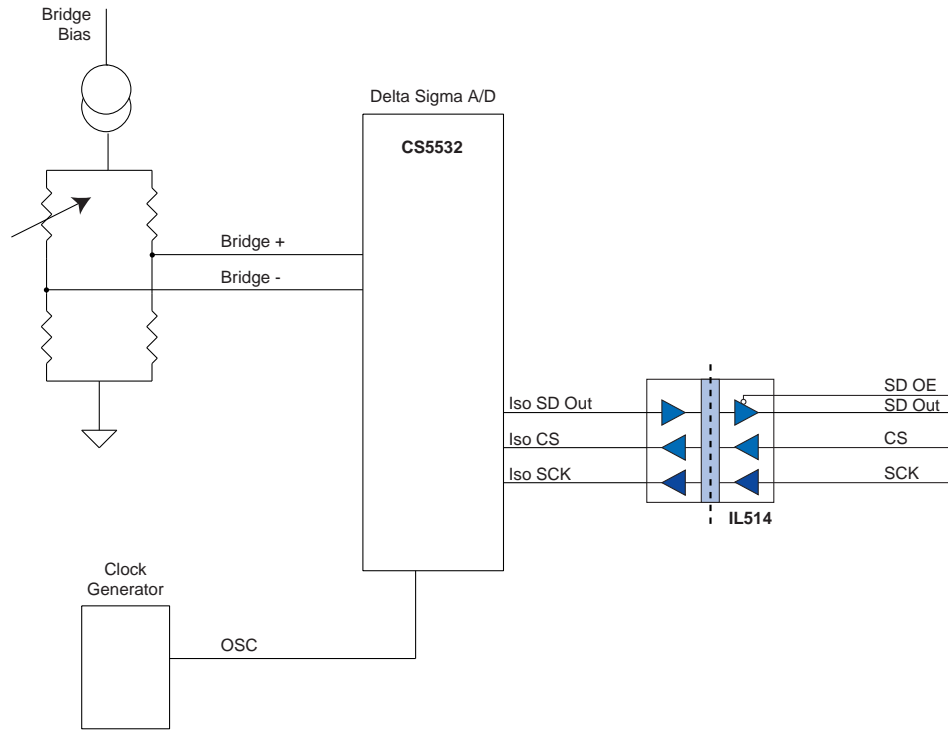 Bridge
Bias
Delta Sigma A/D
CS5532
Bridge +
Bridge -
Iso SD Out
Iso CS
Iso SCK
SD OE
SD Out
CS
SCK
IL514
Clock
Generator
OSC